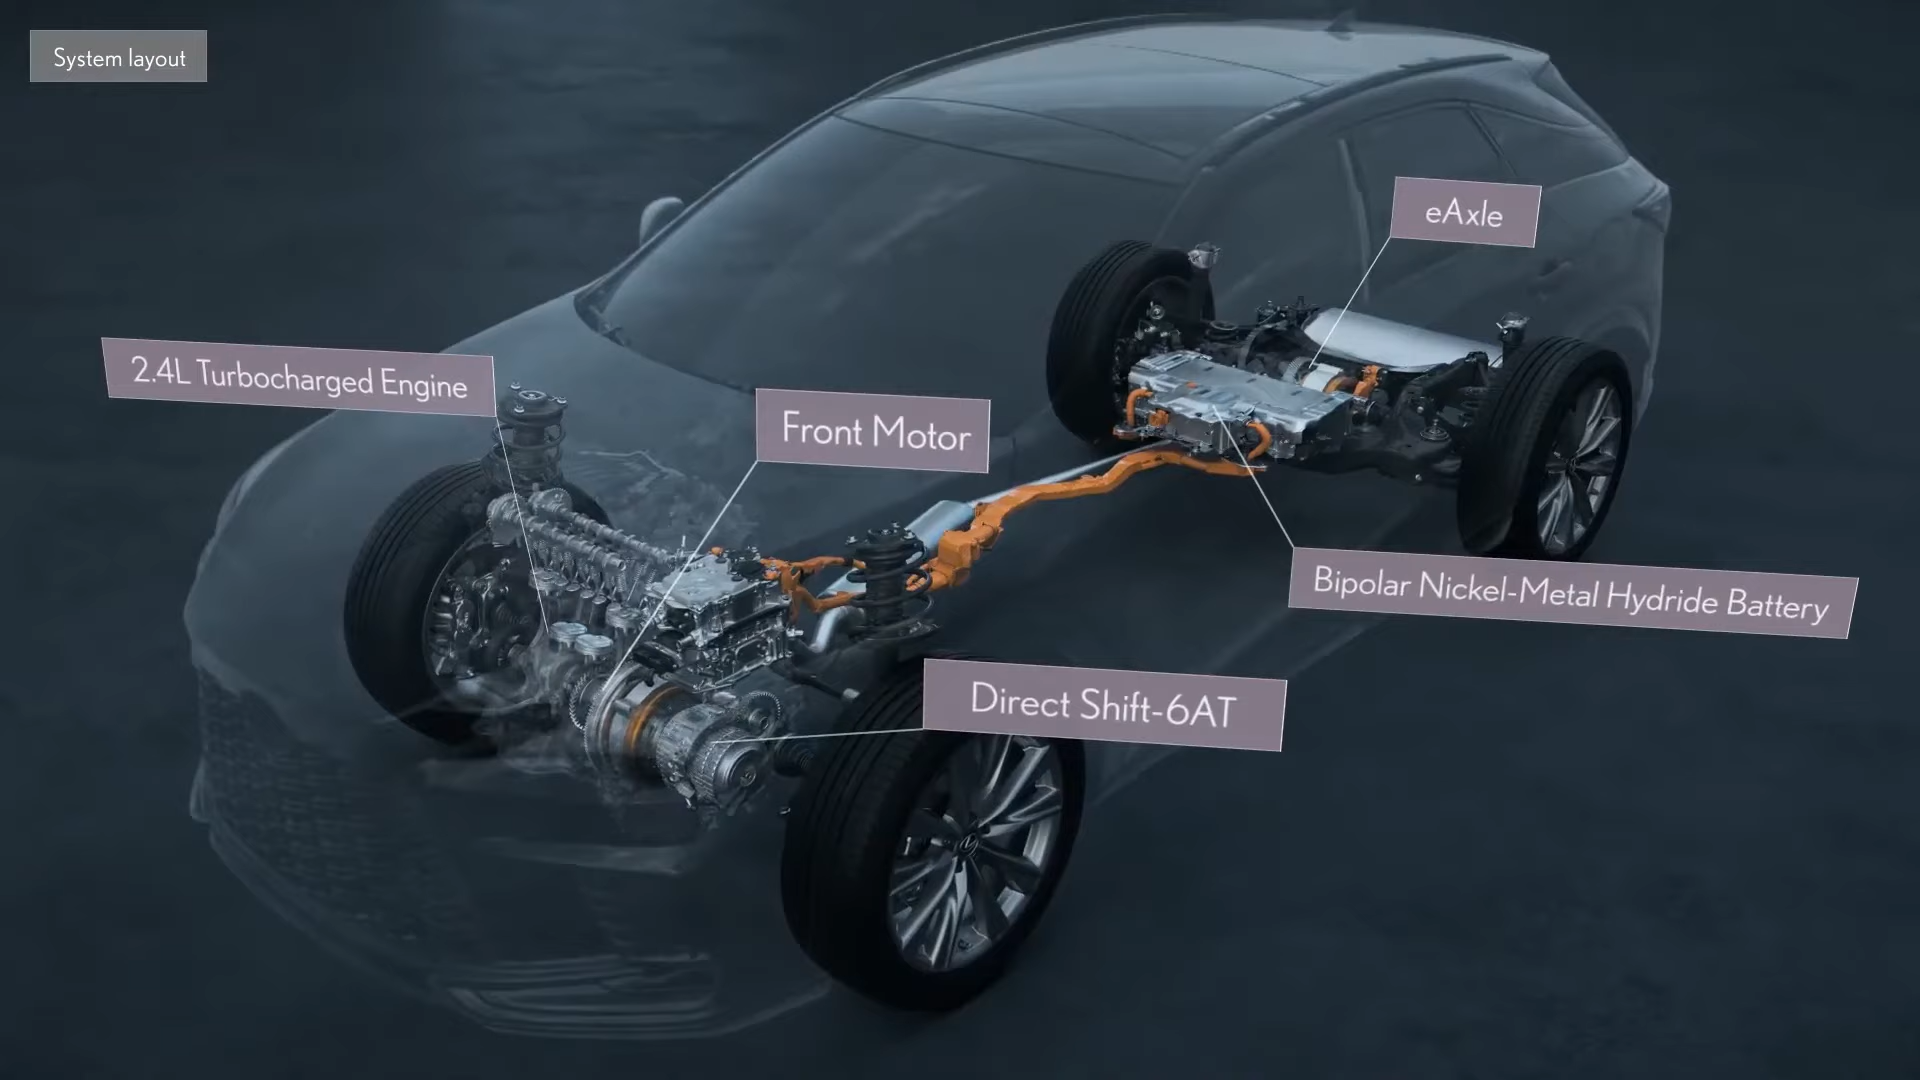 System layout
eAxle
2.4L Turbocharged Engine
Front Motor
Bipolar Nickel-Metal Hydride Battery
Direct Shift-6AT